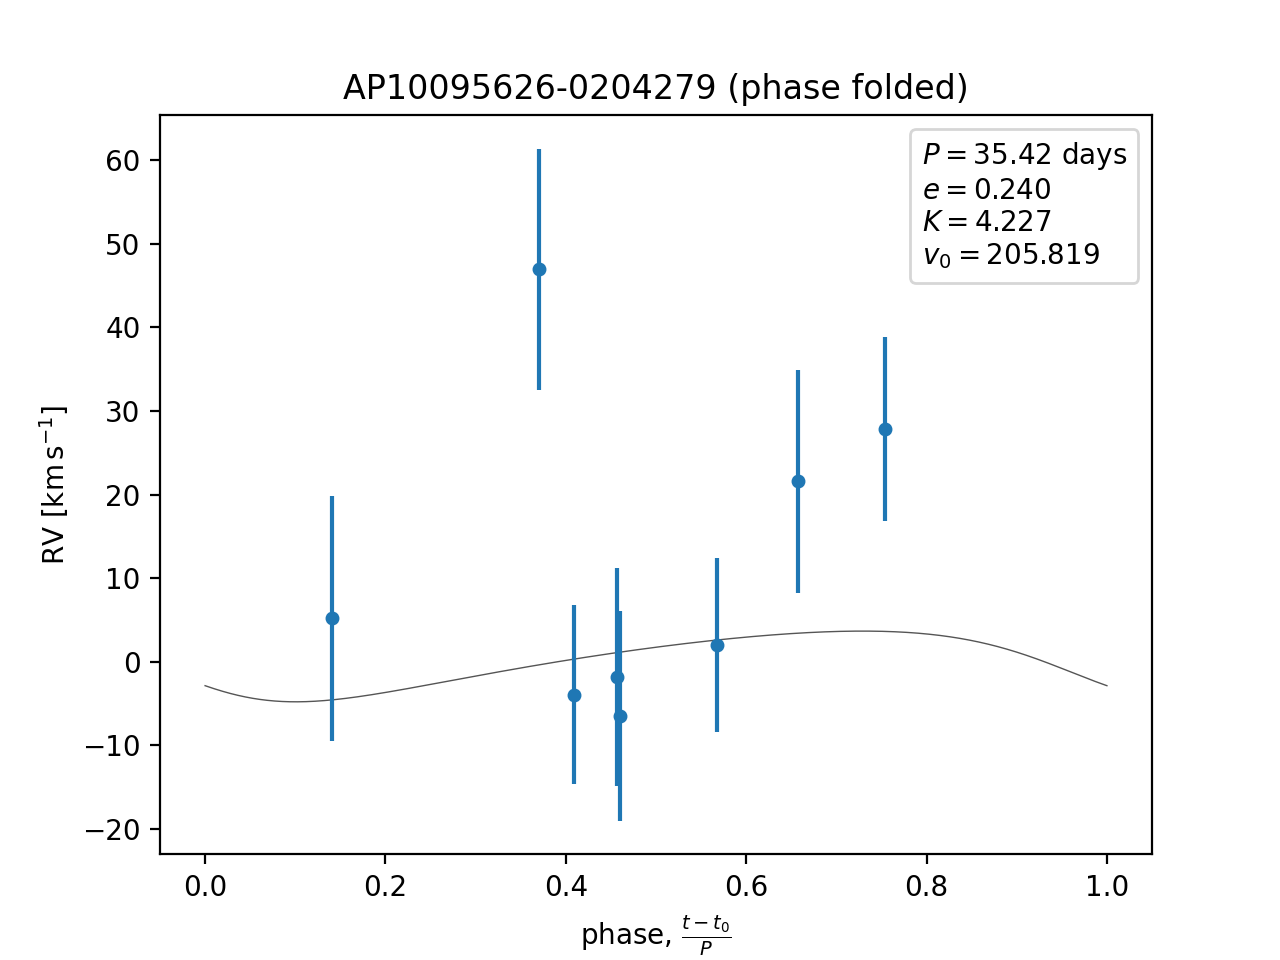 AP10095626-0204279 (phase folded)
P = 35.42 days
e = 0.240
K = 4.227
v₀ = 205.819
60
50
40
30
20
10
0
−10
−20
RV [km s⁻¹]
0.0 0.2 0.4 0.6 0.8 1.0
phase, (t − t₀)/P